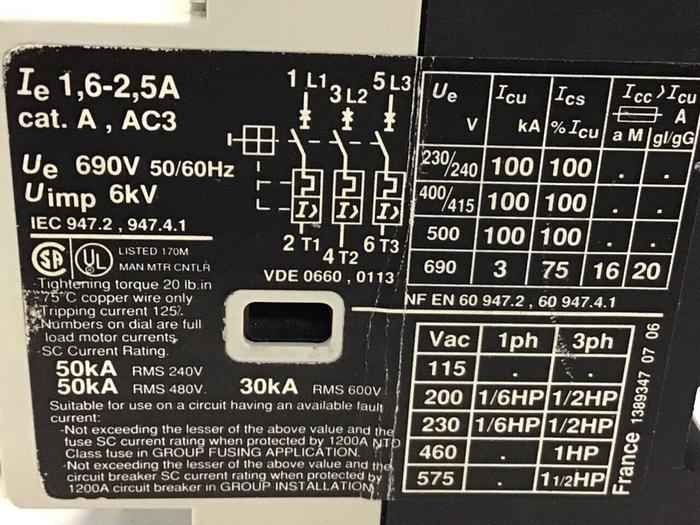 Ie 1,6-2,5A
cat. A , AC3
Ue 690V 50/60Hz
Uimp 6kV
IEC 947.2 , 947.4.1
SA
UL
LISTED 170M
MAN MTR CNTLR
Tightening torque 20 lb.in
75°C copper wire only
Tripping current 125%.
Numbers on dial are full
load motor currents
SC Current Rating.
50kA RMS 240V
50kA RMS 480V. 30kA RMS 600V
Suitable for use on a circuit having an available fault
current:
-Not exceeding the lesser of the above value and the
fuse SC current rating when protected by 1200A NTD
Class fuse in GROUP FUSING APPLICATION.
-Not exceeding the lesser of the above value and the
circuit breaker SC current rating when protected by
1200A circuit breaker in GROUP INSTALLATION
1 L1 3 L2 5 L3
I> I> I>
2 T1 4 T2 6 T3
VDE 0660 , 0113
Ue Icu Ics Icc > Icu
V kA % Icu A
aM gI/gG
230/240 100 100 . .
400/415 100 100 . .
500 100 100 . .
690 3 75 16 20
NF EN 60 947.2 , 60 947.4.1
Vac 1ph 3ph
115 . .
200 1/6HP 1/2HP
230 1/6HP 1/2HP
460 . 1HP
575 . 1 1/2HP
France 1389347 07 06